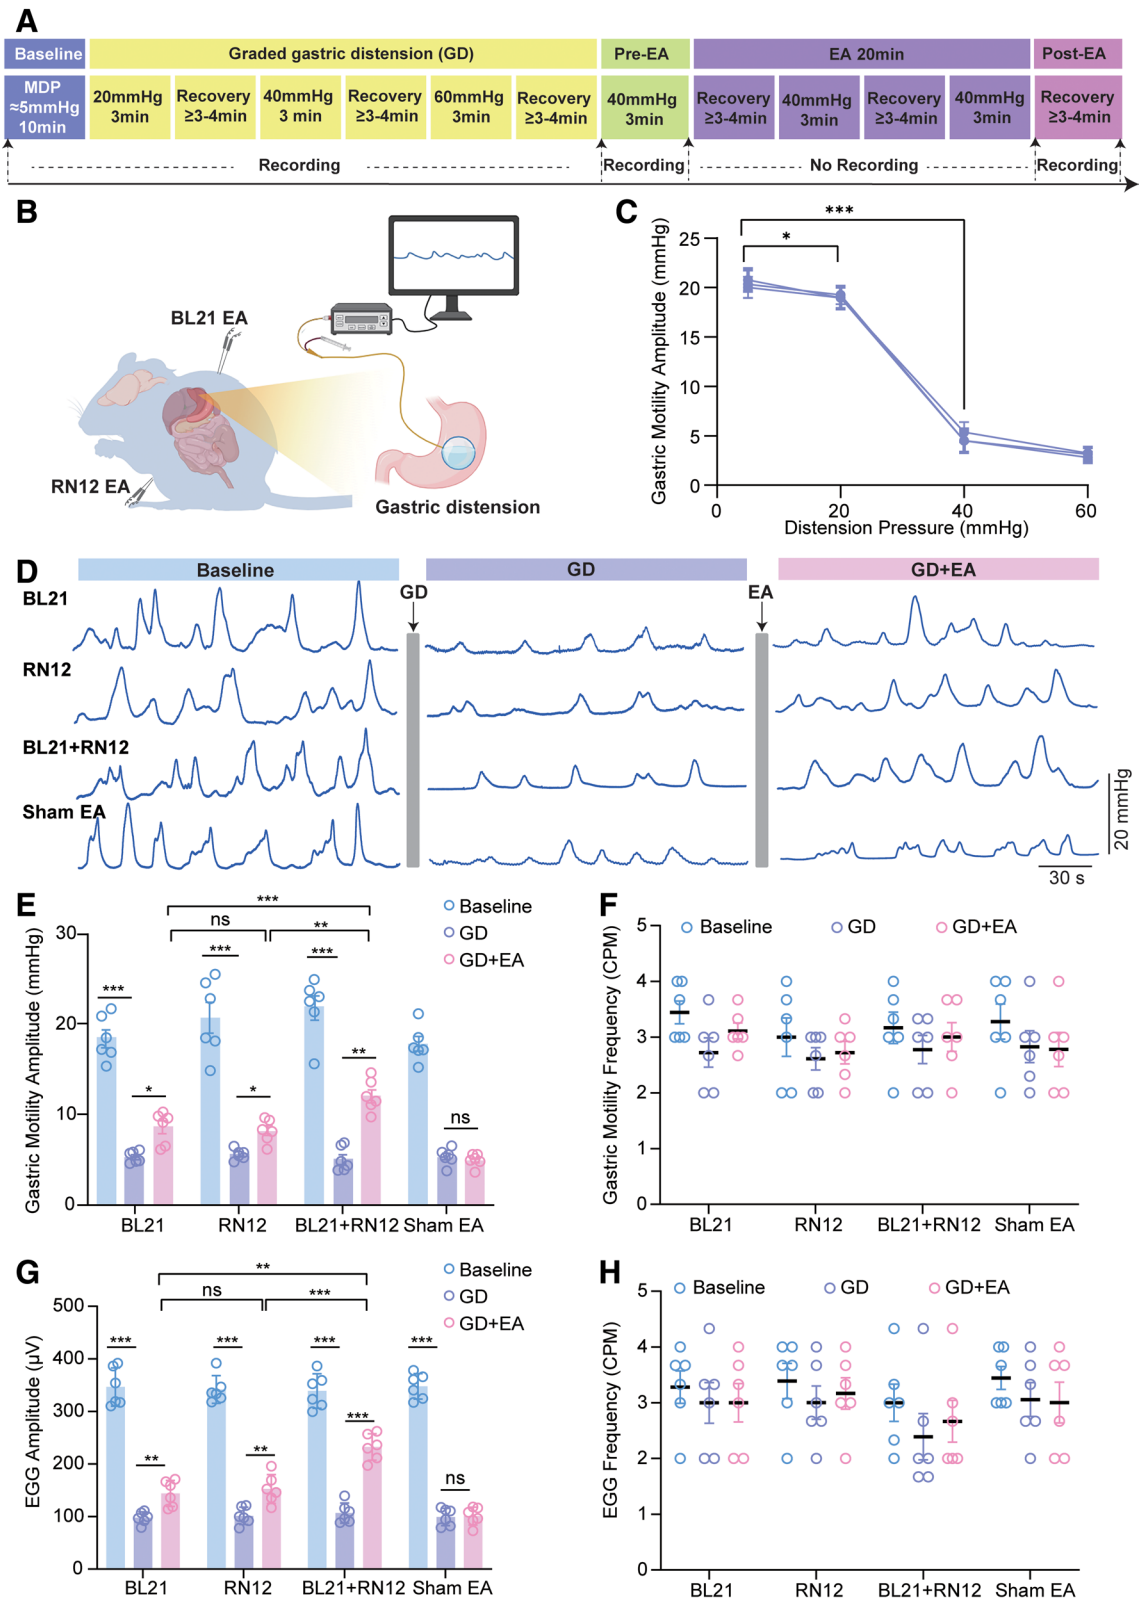 A
Baseline
Graded gastric distension (GD)
Pre-EA
EA 20min
Post-EA
MDP
≈5mmHg
10min
20mmHg
3min
Recovery
≥3-4min
40mmHg
3 min
Recovery
≥3-4min
60mmHg
3min
Recovery
≥3-4min
40mmHg
3min
Recovery
≥3-4min
40mmHg
3min
Recovery
≥3-4min
40mmHg
3min
Recovery
≥3-4min
Recording
Recording
No Recording
Recording
B
BL21 EA
RN12 EA
Gastric distension
C
***
*
Gastric Motility Amplitude (mmHg)
25
20
15
10
5
0
0
20
40
60
Distension Pressure (mmHg)
D
Baseline
GD
GD+EA
BL21
GD
EA
RN12
BL21+RN12
Sham EA
20 mmHg
30 s
E
***
ns
**
***
***
***
*
*
**
ns
Baseline
GD
GD+EA
Gastric Motility Amplitude (mmHg)
30
20
10
0
BL21
RN12
BL21+RN12
Sham EA
F
Baseline
GD
GD+EA
Gastric Motility Frequency (CPM)
5
4
3
2
1
0
BL21
RN12
BL21+RN12
Sham EA
G
**
ns
***
***
***
***
***
**
**
***
ns
Baseline
GD
GD+EA
EGG Amplitude (μV)
500
400
300
200
100
0
BL21
RN12
BL21+RN12
Sham EA
H
Baseline
GD
GD+EA
EGG Frequency (CPM)
5
4
3
2
1
0
BL21
RN12
BL21+RN12
Sham EA